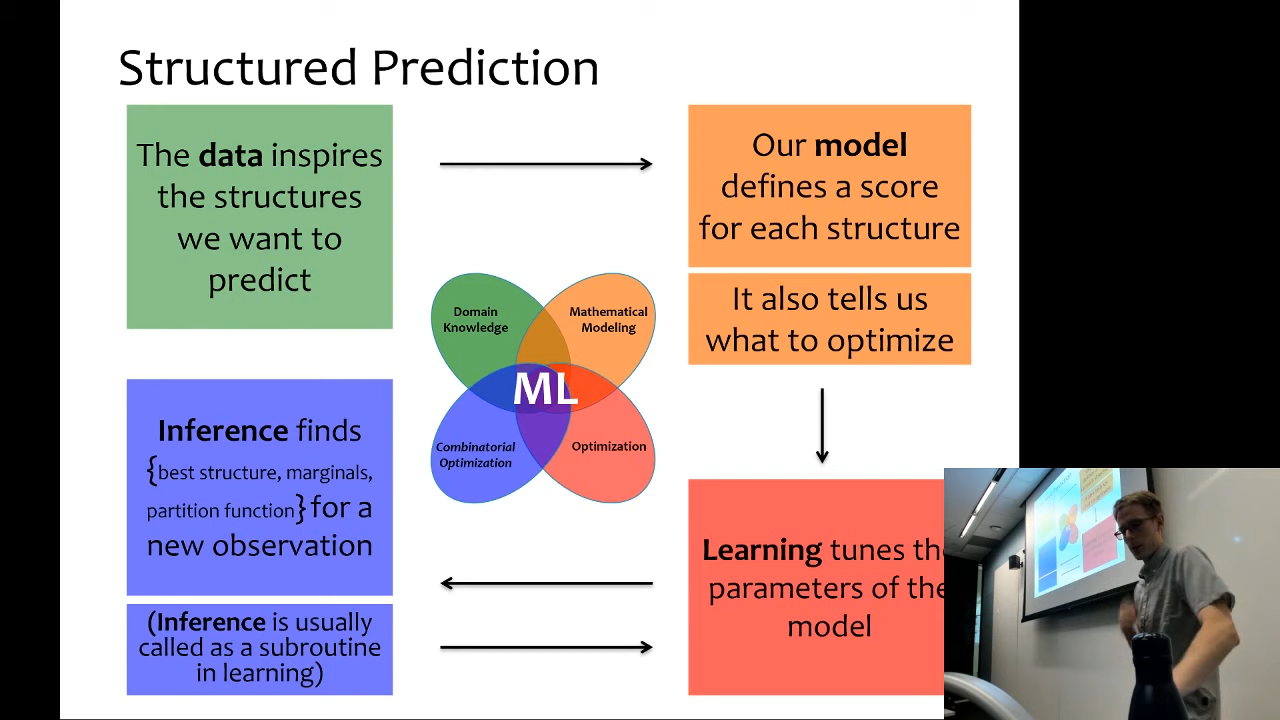 Structured Prediction
The data inspires
the structures
we want to
predict
Our model
defines a score
for each structure
It also tells us
what to optimize
Domain
Knowledge
Mathematical
Modeling
ML
Combinatorial
Optimization
Optimization
Inference finds
{best structure, marginals,
partition function} for a
new observation
(Inference is usually
called as a subroutine
in learning)
Learning tunes the
parameters of the
model